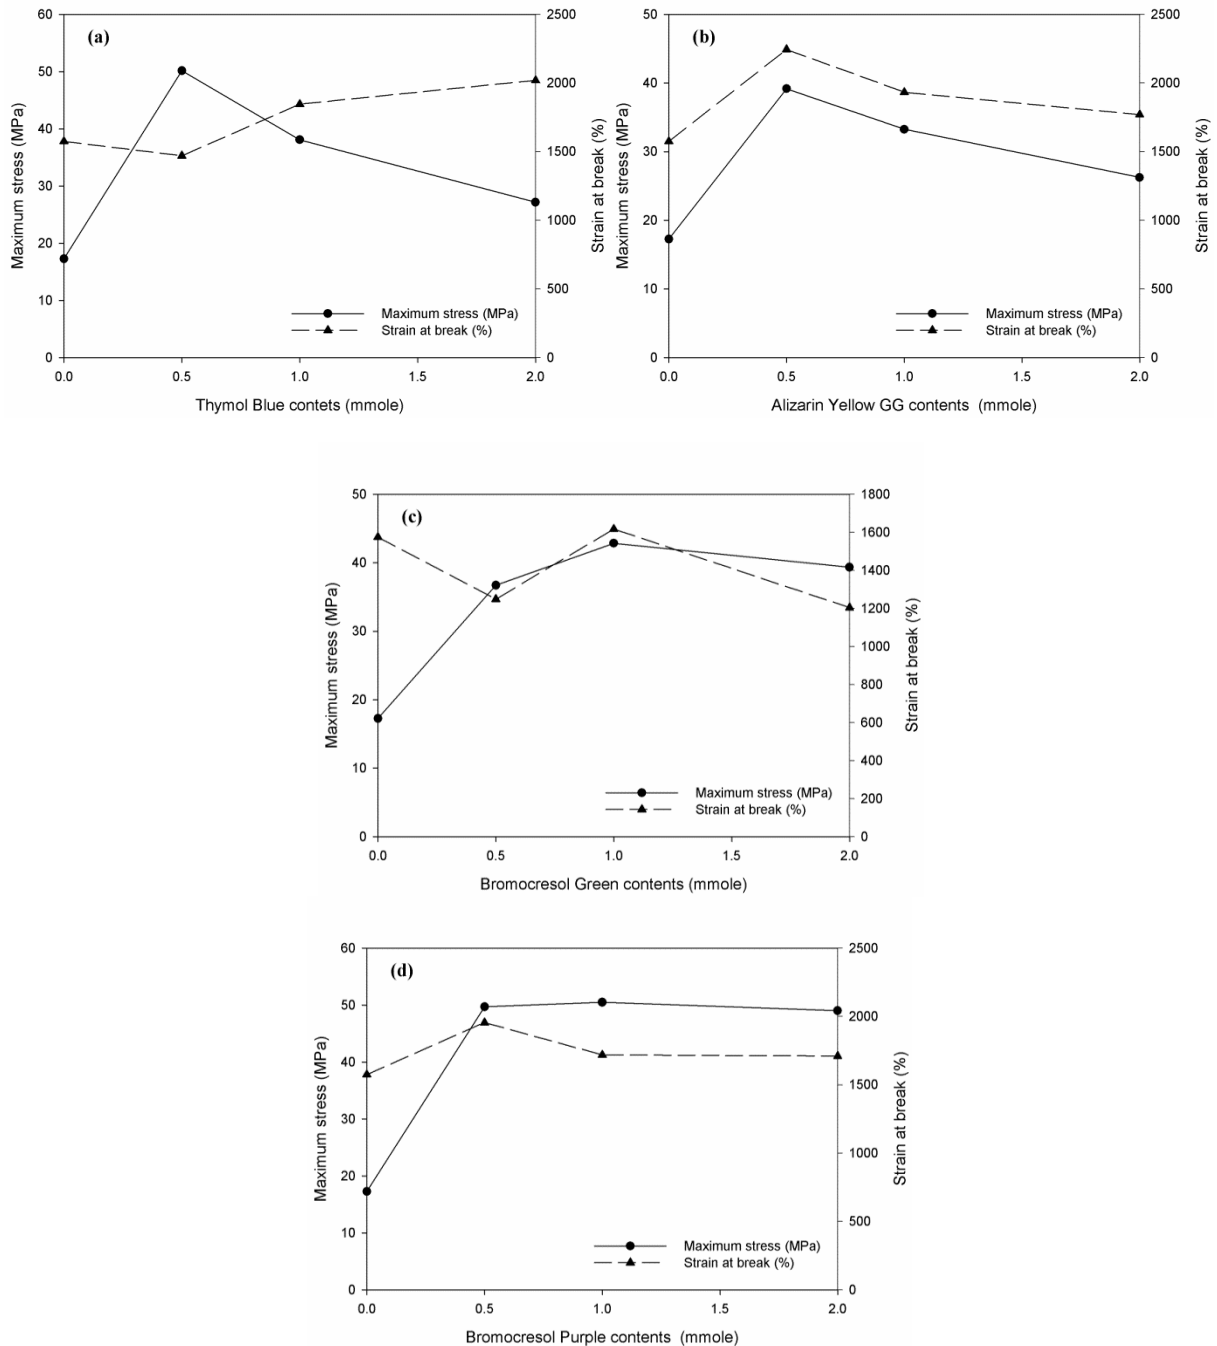 (a)
60
50
40
30
20
10
0
Maximum stress (MPa)
2500
2000
1500
1000
500
0
Strain at break (%)
Maximum stress (MPa)
Strain at break (%)
0.0 0.5 1.0 1.5 2.0
Thymol Blue contets (mmole)
(b)
50
40
30
20
10
0
Maximum stress (MPa)
2500
2000
1500
1000
500
0
Strain at break (%)
Maximum stress (MPa)
Strain at break (%)
0.0 0.5 1.0 1.5 2.0
Alizarin Yellow GG contents (mmole)
(c)
50
40
30
20
10
0
Maximum stress (MPa)
1800
1600
1400
1200
1000
800
600
400
200
0
Strain at break (%)
Maximum stress (MPa)
Strain at break (%)
0.0 0.5 1.0 1.5 2.0
Bromocresol Green contents (mmole)
(d)
60
50
40
30
20
10
0
Maximum stress (MPa)
2500
2000
1500
1000
500
0
Strain at break (%)
Maximum stress (MPa)
Strain at break (%)
0.0 0.5 1.0 1.5 2.0
Bromocresol Purple contents (mmole)